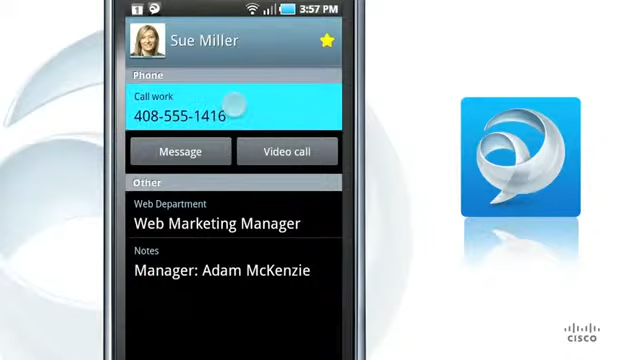 1 3:57 PM
Sue Miller
Phone
Call work
408-555-1416
Message Video call
Other
Web Department
Web Marketing Manager
Notes
Manager: Adam McKenzie
CISCO